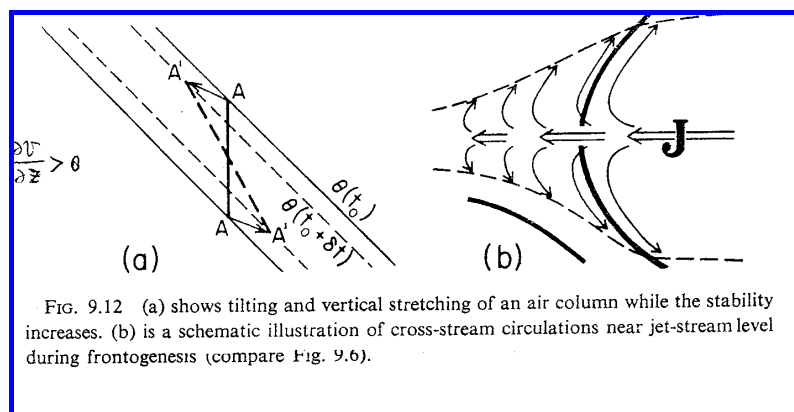 ∂v/∂z > 0
A'
A
A
A'
θ(t₀)
θ(t₀ + δt)
(a)
J
(b)
FIG. 9.12 (a) shows tilting and vertical stretching of an air column while the stability
increases. (b) is a schematic illustration of cross-stream circulations near jet-stream level
during frontogenesis (compare Fig. 9.6).